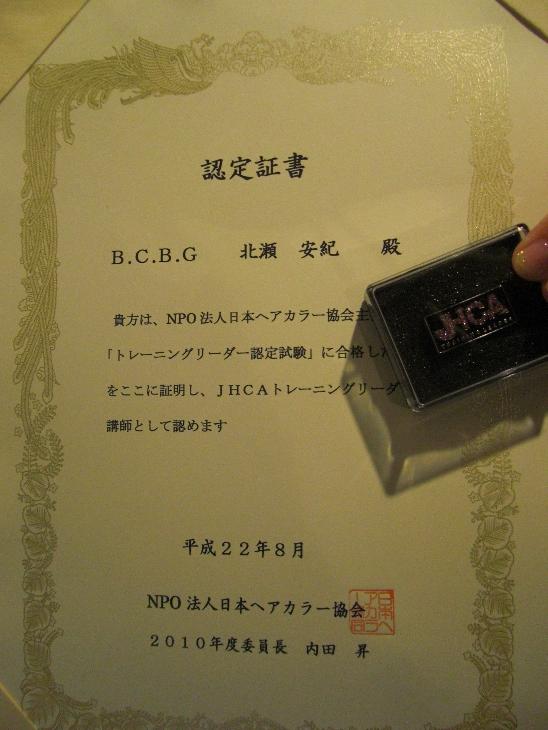 認定証書
B.C.B.G 北瀬 安紀 殿
貴方は、NPO法人日本ヘアカラー協会主
「トレーニングリーダー認定試験」に合格した
をここに証明し、JHCAトレーニングリーダ
講師として認めます
JHCA
平成22年8月
NPO法人日本ヘアカラー協会
2010年度委員長 内田 昇